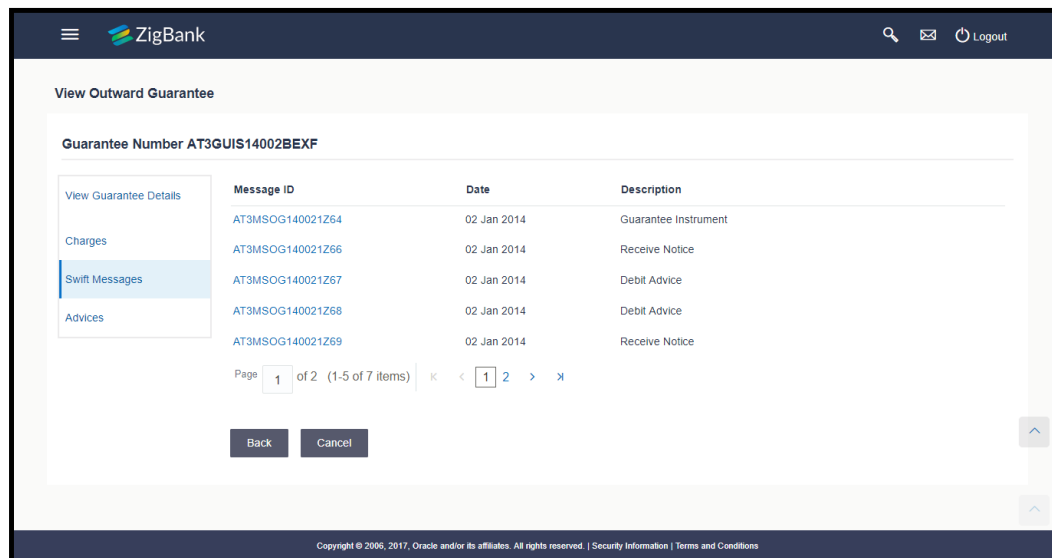 ZigBank
Logout
View Outward Guarantee
Guarantee Number AT3GUIS14002BEXF
View Guarantee Details
Charges
Swift Messages
Advices
Message ID Date Description
AT3MSOG140021Z64 02 Jan 2014 Guarantee Instrument
AT3MSOG140021Z66 02 Jan 2014 Receive Notice
AT3MSOG140021Z67 02 Jan 2014 Debit Advice
AT3MSOG140021Z68 02 Jan 2014 Debit Advice
AT3MSOG140021Z69 02 Jan 2014 Receive Notice
Page 1 of 2 (1-5 of 7 items) 1 2
Back Cancel
Copyright © 2006, 2017, Oracle and/or its affiliates. All rights reserved. | Security Information | Terms and Conditions